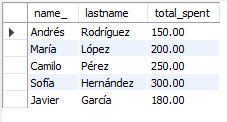 name_ lastname total_spent
Andrés Rodríguez 150.00
María López 200.00
Camilo Pérez 250.00
Sofía Hernández 300.00
Javier García 180.00